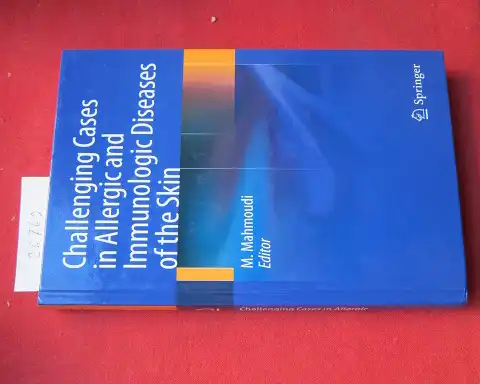 Challenging Cases
in Allergic and
Immunologic Diseases
of the Skin
M. Mahmoudi
Editor
Springer
Challenging Cases in Allergic